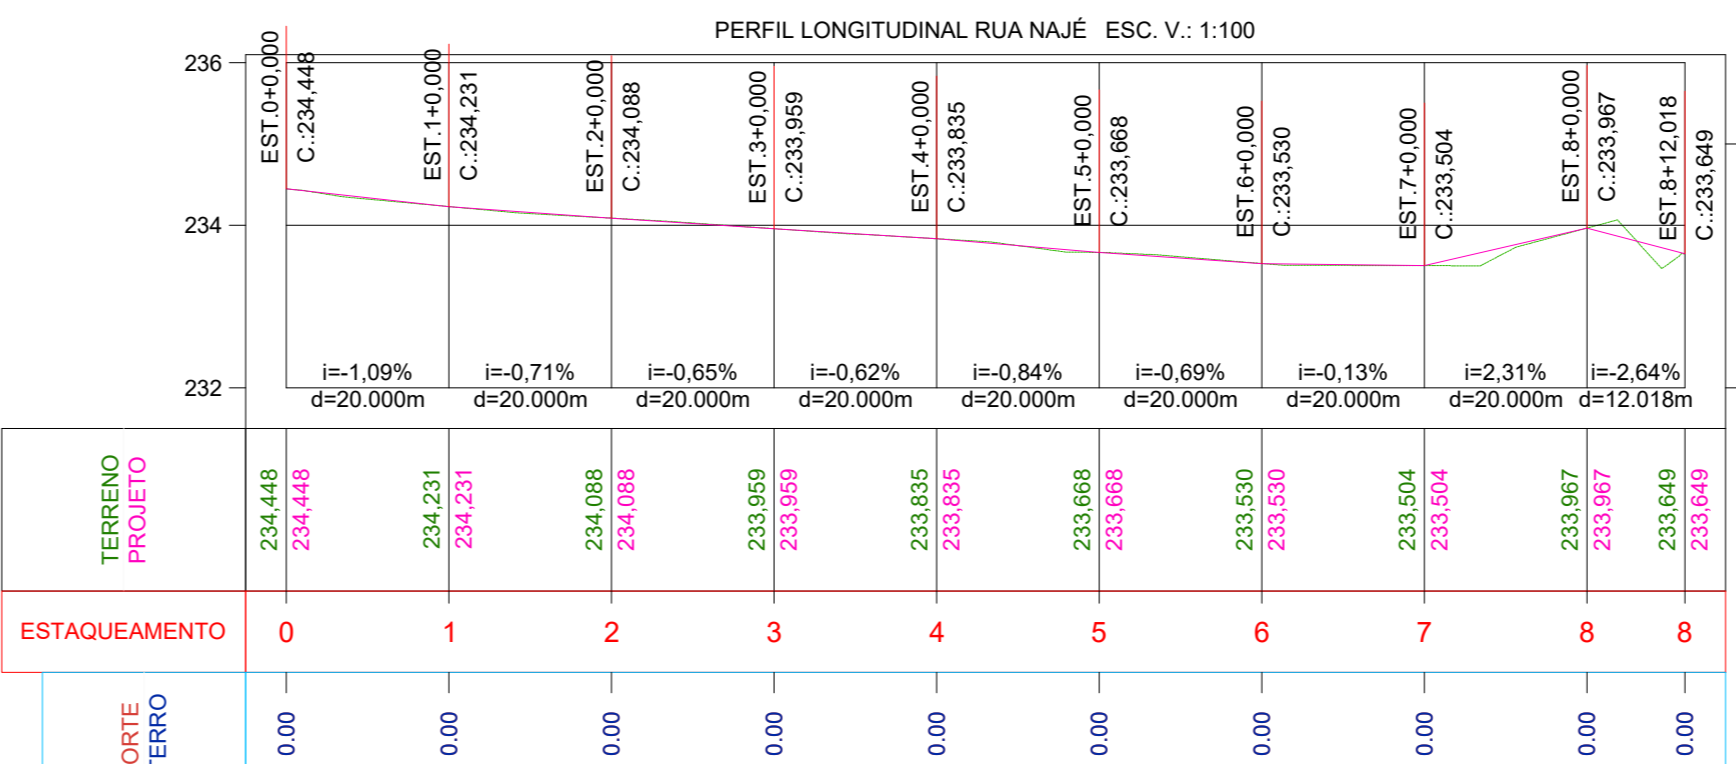 PERFIL LONGITUDINAL RUA NAJÉ ESC. V.: 1:100
236
234
232
EST.0+0,000
C.:234,448
EST.1+0,000
C.:234,231
EST.2+0,000
C.:234,088
EST.3+0,000
C.:233,959
EST.4+0,000
C.:233,835
EST.5+0,000
C.:233,668
EST.6+0,000
C.:233,530
EST.7+0,000
C.:233,504
EST.8+0,000
C.:233,967
EST.8+12,018
C.:233,649
i=-1,09% i=-0,71% i=-0,65% i=-0,62% i=-0,84% i=-0,69% i=-0,13% i=2,31% i=-2,64%
d=20.000m d=20.000m d=20.000m d=20.000m d=20.000m d=20.000m d=20.000m d=20.000m d=12.018m
TERRENO
PROJETO
234,448
234,448
234,231
234,231
234,088
234,088
233,959
233,959
233,835
233,835
233,668
233,668
233,530
233,530
233,504
233,504
233,967
233,967
233,649
233,649
ESTAQUEAMENTO 0 1 2 3 4 5 6 7 8 8
ORTE
TERRO
0.00 0.00 0.00 0.00 0.00 0.00 0.00 0.00 0.00 0.00